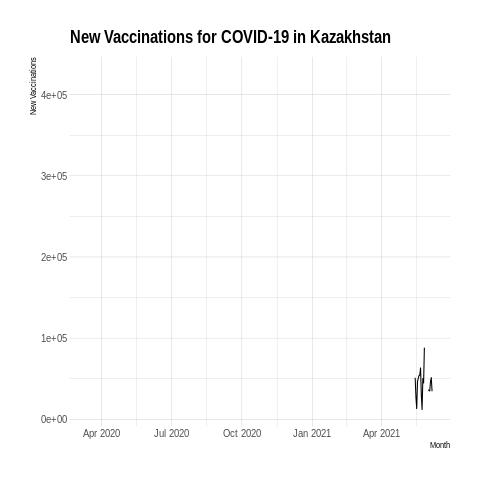 New Vaccinations for COVID-19 in Kazakhstan
New Vaccinations
4e+05
3e+05
2e+05
1e+05
0e+00
Apr 2020 Jul 2020 Oct 2020 Jan 2021 Apr 2021
Month